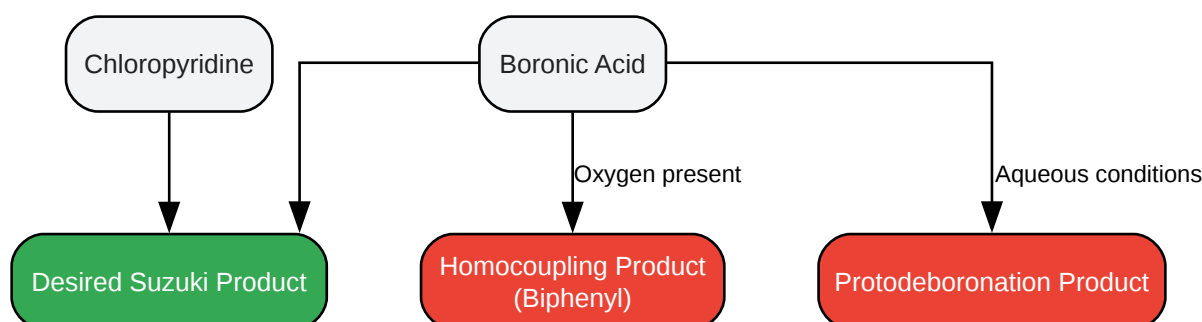 Chloropyridine
Boronic Acid
Oxygen present
Aqueous conditions
Desired Suzuki Product
Homocoupling Product
(Biphenyl)
Protodeboronation Product